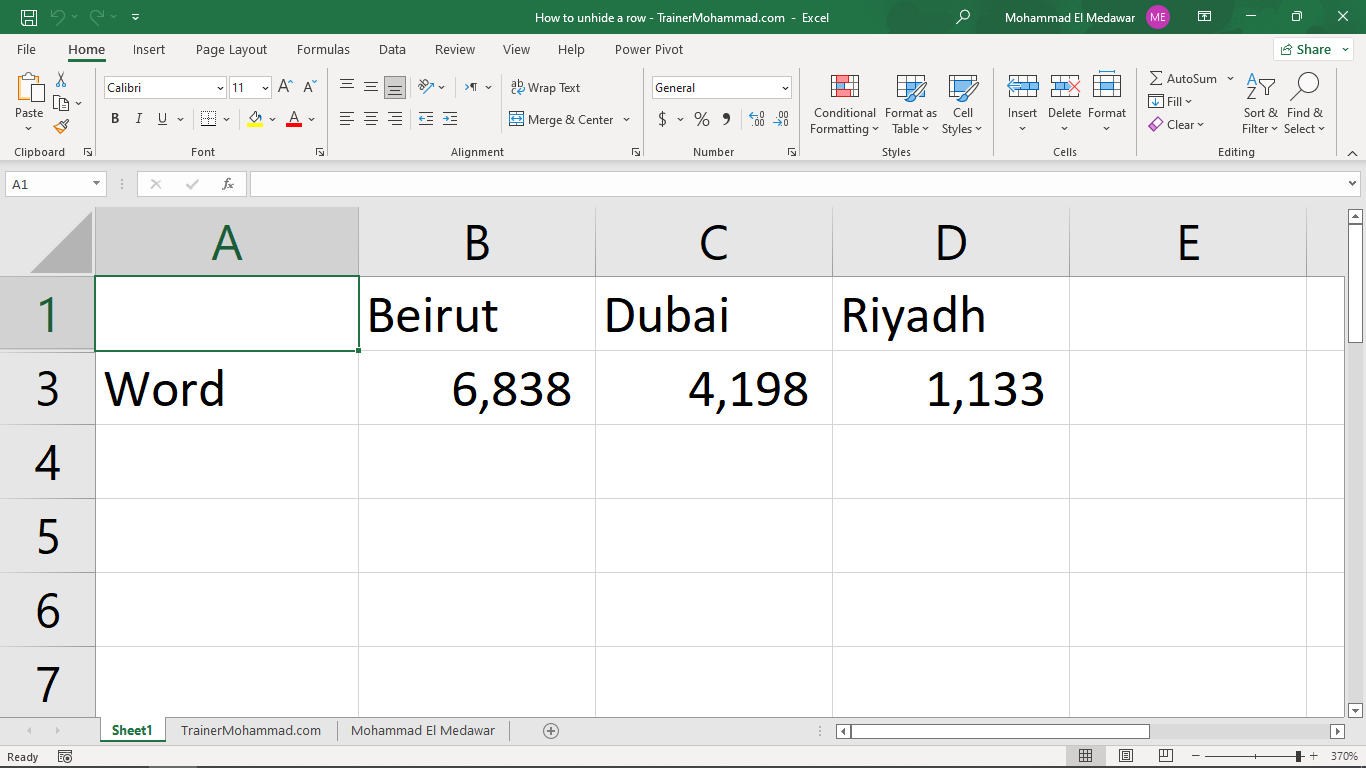 How to unhide a row - TrainerMohammad.com - Excel
Mohammad El Medawar ME
File Home Insert Page Layout Formulas Data Review View Help Power Pivot Share
Paste
Clipboard
Calibri 11 A A
B I U A
Font
ab Wrap Text
Merge & Center
Alignment
General
$ % 9 .00 .00
Number
Conditional Formatting
Format as Table
Cell Styles
Styles
Insert Delete Format
Cells
AutoSum
Fill
Clear
Sort & Filter
Find & Select
Editing
A1 fx
A B C D E
1 Beirut Dubai Riyadh
3 Word 6,838 4,198 1,133
4
5
6
7
Sheet1 TrainerMohammad.com Mohammad El Medawar
Ready 370%